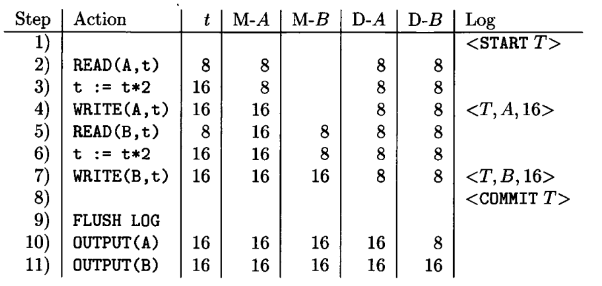 Step Action t M-A M-B D-A D-B Log
1) <START T>
2) READ(A,t) 8 8 8 8
3) t := t*2 16 8 8 8
4) WRITE(A,t) 16 16 8 8 <T, A, 16>
5) READ(B,t) 8 16 8 8 8
6) t := t*2 16 16 8 8 8
7) WRITE(B,t) 16 16 16 8 8 <T, B, 16>
8) <COMMIT T>
9) FLUSH LOG
10) OUTPUT(A) 16 16 16 16 8
11) OUTPUT(B) 16 16 16 16 16